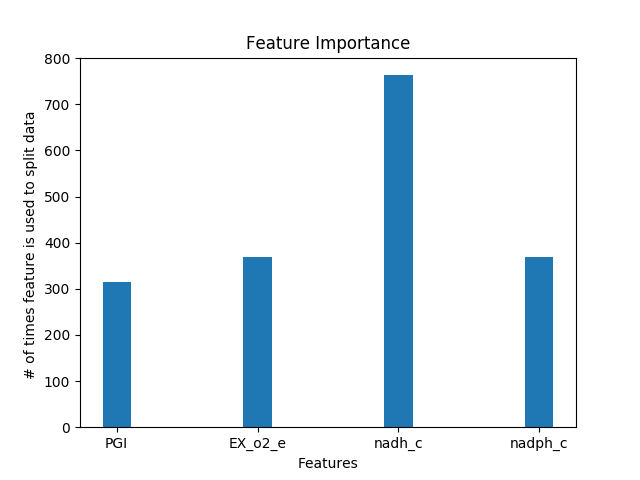 Feature Importance
# of times feature is used to split data
800
700
600
500
400
300
200
100
0
PGI EX_o2_e nadh_c nadph_c
Features